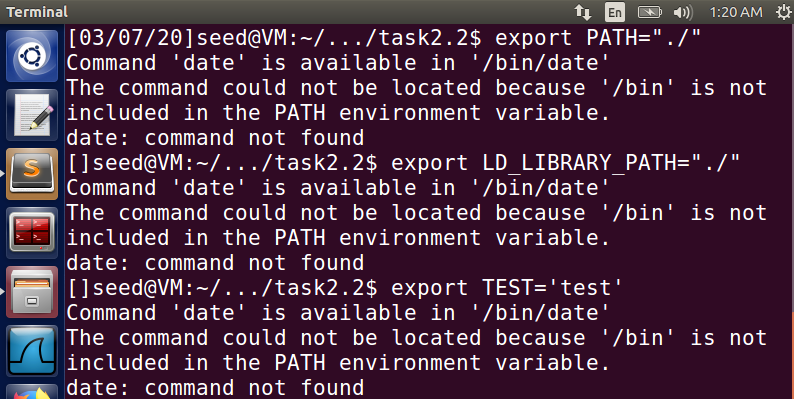 Terminal
En
1:20 AM
[03/07/20]seed@VM:~/.../task2.2$ export PATH="./"
Command 'date' is available in '/bin/date'
The command could not be located because '/bin' is not
included in the PATH environment variable.
date: command not found
[]seed@VM:~/.../task2.2$ export LD_LIBRARY_PATH="./"
Command 'date' is available in '/bin/date'
The command could not be located because '/bin' is not
included in the PATH environment variable.
date: command not found
[]seed@VM:~/.../task2.2$ export TEST='test'
Command 'date' is available in '/bin/date'
The command could not be located because '/bin' is not
included in the PATH environment variable.
date: command not found